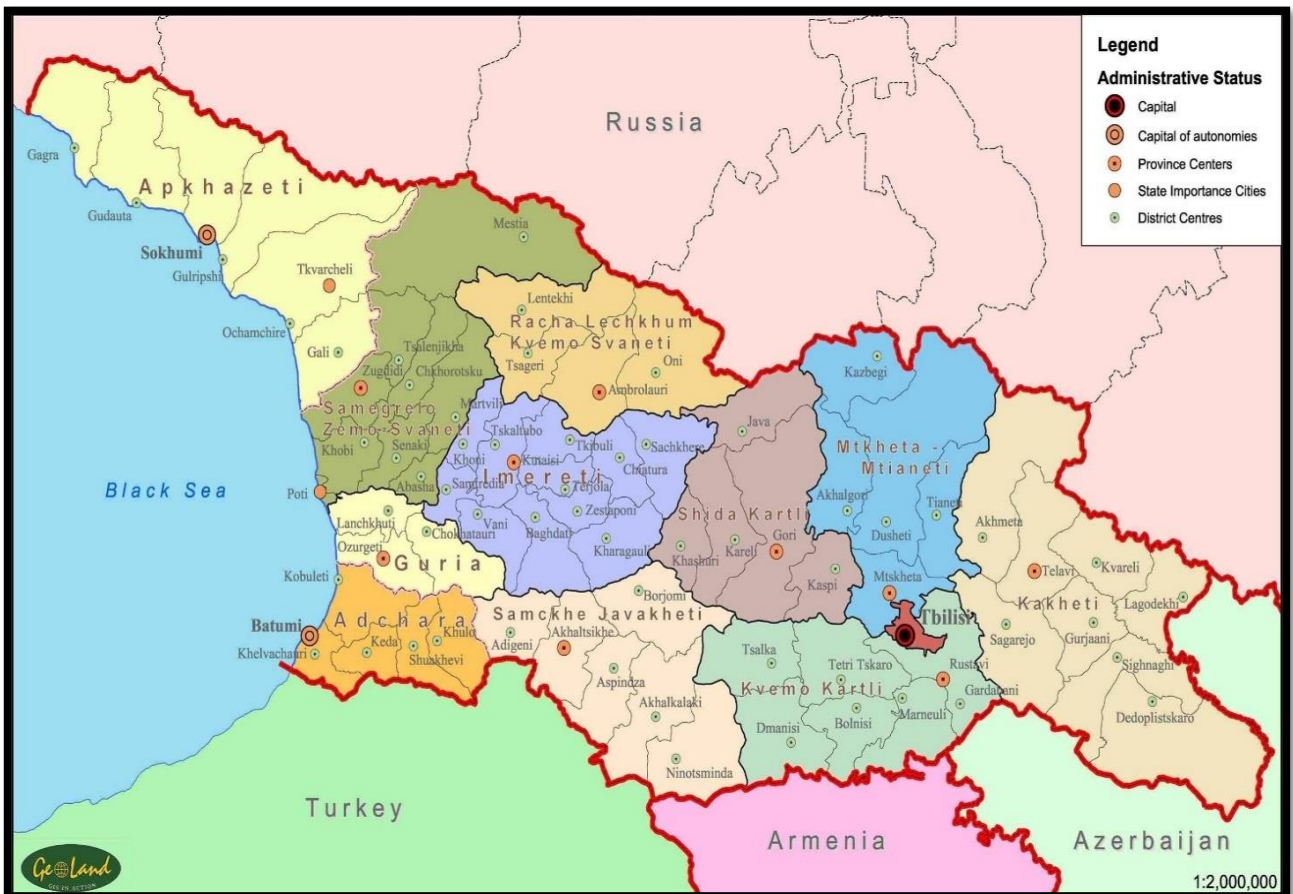 Legend
Administrative Status
Capital
Capital of autonomies
Province Centers
State Importance Cities
District Centres
Russia
Gagra
Apkhazeti
Gudauta
Sokhumi
Gulripshi
Tkvarcheli
Mestia
Ochamchire
Gali
Lentekhi
Racha Lechkhum
Kvemo Svaneti
Tsageri
Oni
Ambrolauri
Kazbegi
Tsalenjikha
Zugdidi
Chkhorotsku
Samegrelo
Zemo Svaneti
Martvili
Khobi
Senaki
Abasha
Poti
Black Sea
Tskaltubo
Tkibuli
Sachkhere
Khoni
Kutaisi
Chiatura
Imereti
Samtredia
Terjola
Vani
Zestaponi
Baghdati
Kharagauli
Java
Mtkheta -
Mtianeti
Akhalgori
Tianeti
Dusheti
Shida Kartli
Gori
Khashuri
Kareli
Kaspi
Mtskheta
Akhmeta
Telavi
Kvareli
Lagodekhi
Kakheti
Sagarejo
Gurjaani
Sighnaghi
Dedoplistskaro
Lanchkhuti
Chokhatauri
Ozurgeti
Guria
Kobuleti
Batumi
Adchara
Khelvachauri
Keda
Khulo
Shuakhevi
Borjomi
Samckhe Javakheti
Adigeni
Akhaltsikhe
Aspindza
Akhalkalaki
Ninotsminda
Tbilisi
Tsalka
Tetri Tskaro
Rustavi
Kvemo Kartli
Gardabani
Marneuli
Bolnisi
Dmanisi
Turkey
Armenia
Azerbaijan
GeoLand
GIS IN ACTION
1:2,000,000